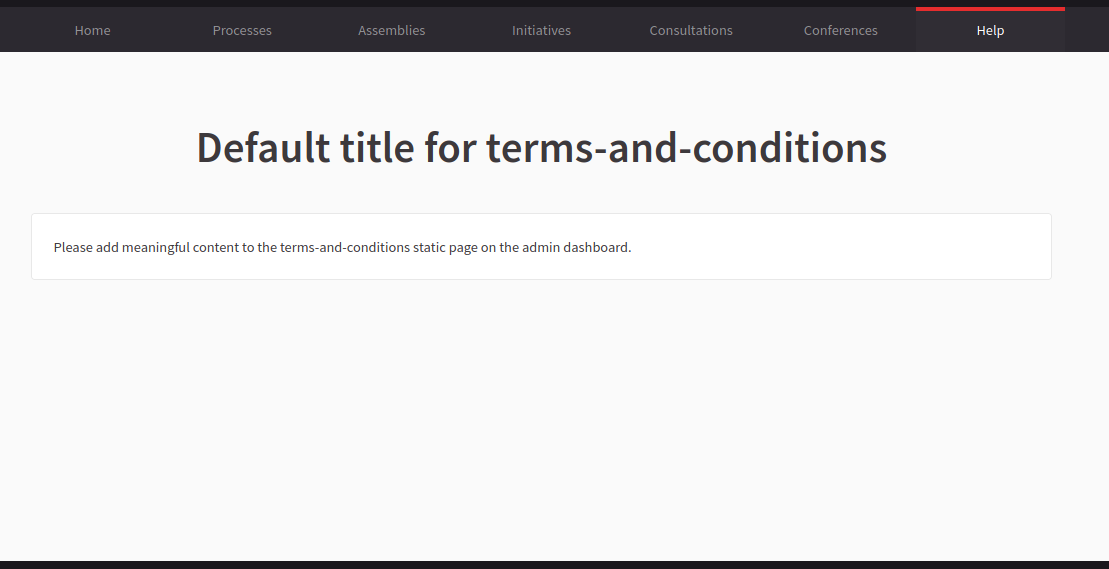 Home Processes Assemblies Initiatives Consultations Conferences Help
Default title for terms-and-conditions
Please add meaningful content to the terms-and-conditions static page on the admin dashboard.